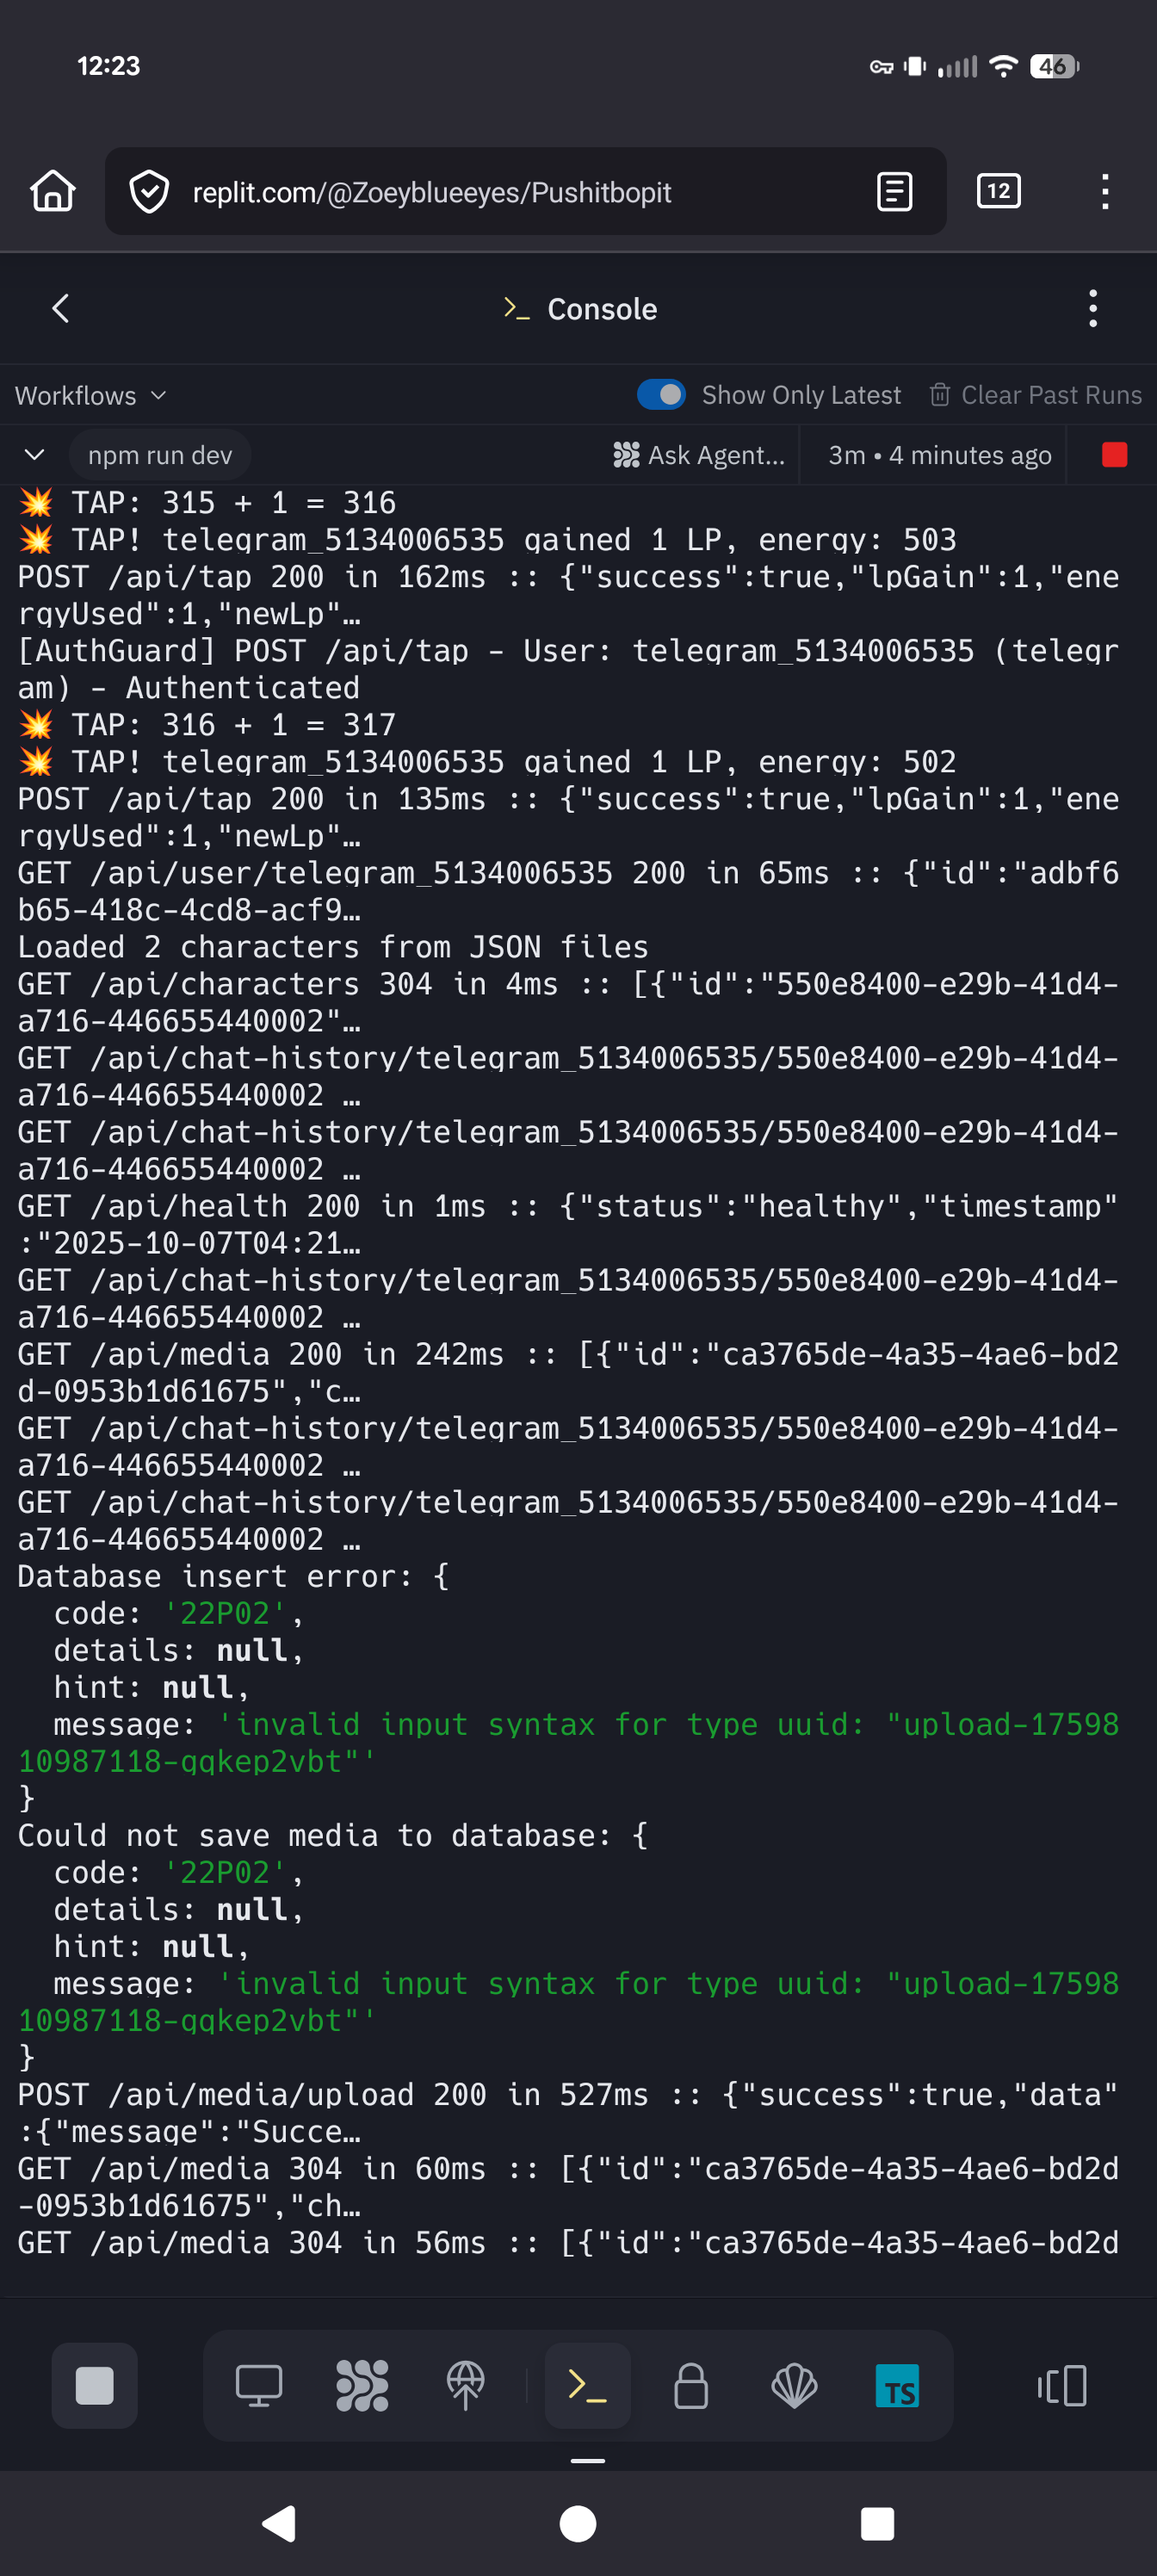 12:23
46
replit.com/@Zoeyblueeyes/Pushitbopit
12
>_ Console
Workflows
Show Only Latest
Clear Past Runs
npm run dev
Ask Agent...
3m • 4 minutes ago
💥 TAP: 315 + 1 = 316
💥 TAP! telegram_5134006535 gained 1 LP, energy: 503
POST /api/tap 200 in 162ms :: {"success":true,"lpGain":1,"ene
rgyUsed":1,"newLp"…
[AuthGuard] POST /api/tap - User: telegram_5134006535 (telegr
am) - Authenticated
💥 TAP: 316 + 1 = 317
💥 TAP! telegram_5134006535 gained 1 LP, energy: 502
POST /api/tap 200 in 135ms :: {"success":true,"lpGain":1,"ene
rgyUsed":1,"newLp"…
GET /api/user/telegram_5134006535 200 in 65ms :: {"id":"adbf6
b65-418c-4cd8-acf9…
Loaded 2 characters from JSON files
GET /api/characters 304 in 4ms :: [{"id":"550e8400-e29b-41d4-
a716-446655440002"…
GET /api/chat-history/telegram_5134006535/550e8400-e29b-41d4-
a716-446655440002 …
GET /api/chat-history/telegram_5134006535/550e8400-e29b-41d4-
a716-446655440002 …
GET /api/health 200 in 1ms :: {"status":"healthy","timestamp"
:"2025-10-07T04:21…
GET /api/chat-history/telegram_5134006535/550e8400-e29b-41d4-
a716-446655440002 …
GET /api/media 200 in 242ms :: [{"id":"ca3765de-4a35-4ae6-bd2
d-0953b1d61675","c…
GET /api/chat-history/telegram_5134006535/550e8400-e29b-41d4-
a716-446655440002 …
GET /api/chat-history/telegram_5134006535/550e8400-e29b-41d4-
a716-446655440002 …
Database insert error: {
code: '22P02',
details: null,
hint: null,
message: 'invalid input syntax for type uuid: "upload-17598
10987118-gqkep2vbt"'
}
Could not save media to database: {
code: '22P02',
details: null,
hint: null,
message: 'invalid input syntax for type uuid: "upload-17598
10987118-gqkep2vbt"'
}
POST /api/media/upload 200 in 527ms :: {"success":true,"data"
:{"message":"Succe…
GET /api/media 304 in 60ms :: [{"id":"ca3765de-4a35-4ae6-bd2d
-0953b1d61675","ch…
GET /api/media 304 in 56ms :: [{"id":"ca3765de-4a35-4ae6-bd2d
TS